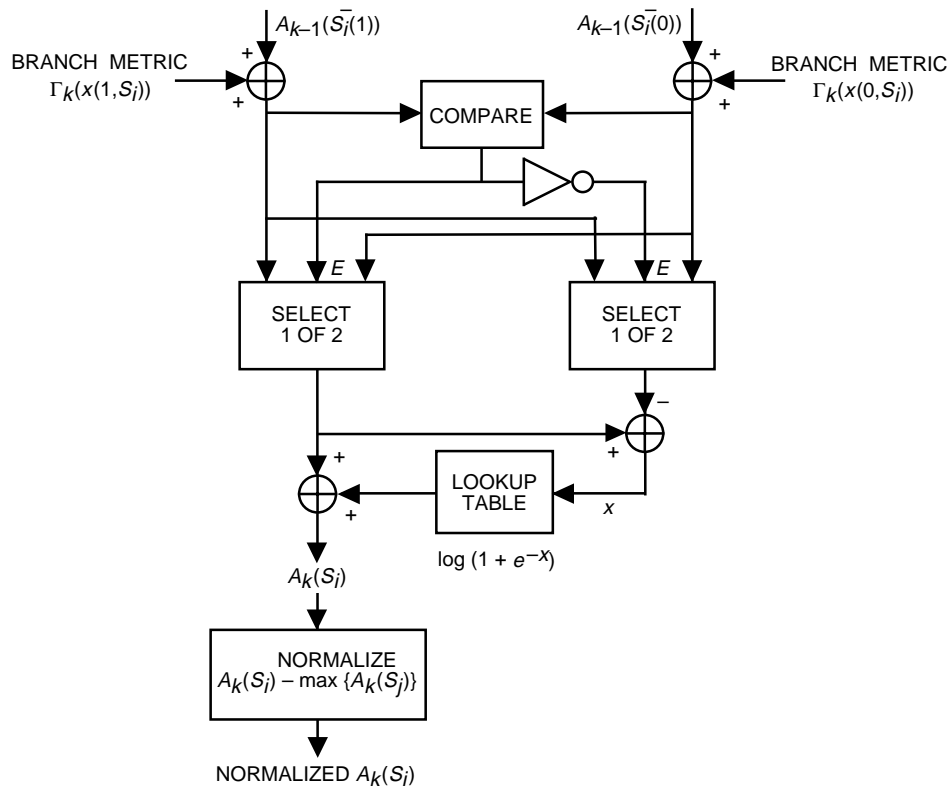 A_{k–1}(S_i^–(1))
A_{k–1}(S_i^–(0))
BRANCH METRIC
Γ_k(x(1,S_i))
+
+
+
+
BRANCH METRIC
Γ_k(x(0,S_i))
COMPARE
E
E
SELECT
1 OF 2
SELECT
1 OF 2
–
+
+
+
LOOKUP
TABLE
x
log (1 + e^{–x})
A_k(S_i)
NORMALIZE
A_k(S_i) – max {A_k(S_j)}
NORMALIZED A_k(S_i)